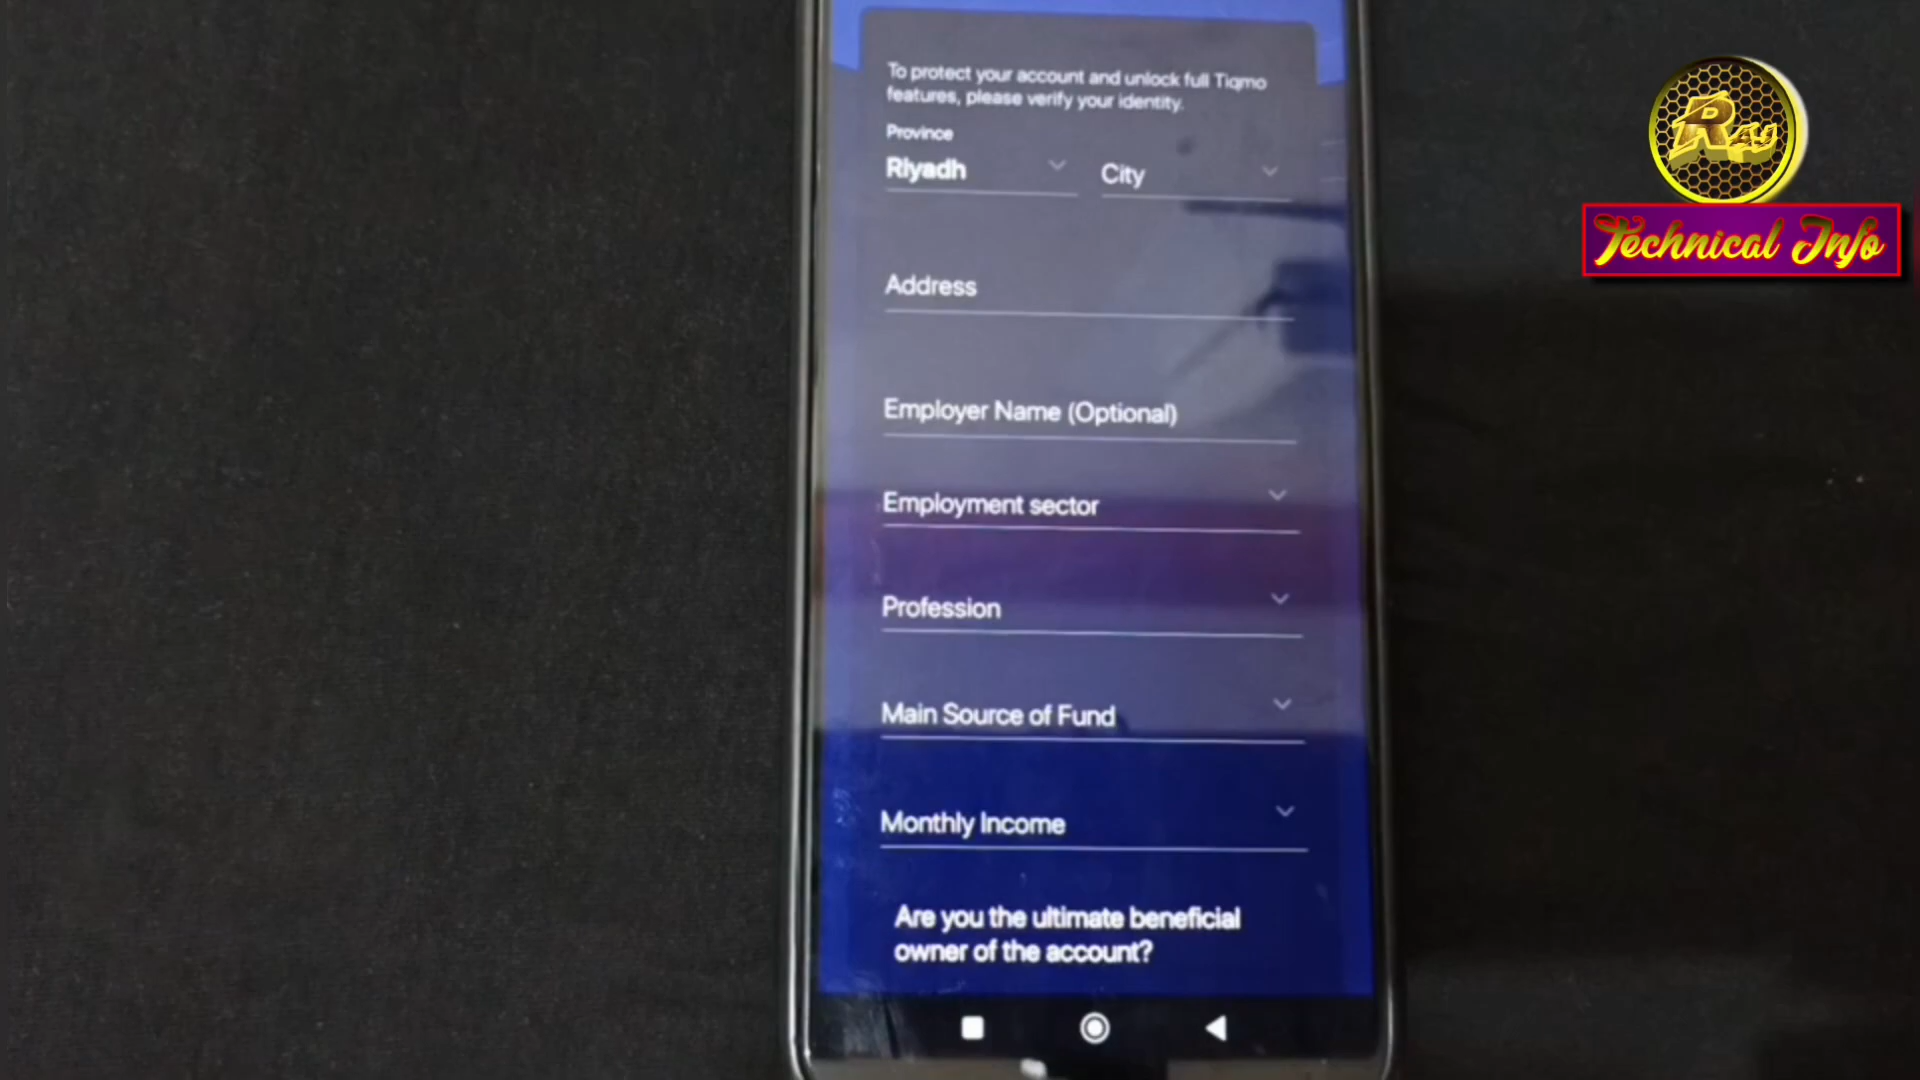 To protect your account and unlock full Tiqmo
features, please verify your identity.
Province
Riyadh
City
Address
Employer Name (Optional)
Employment sector
Profession
Main Source of Fund
Monthly Income
Are you the ultimate beneficial
owner of the account?
Ray
Technical Info